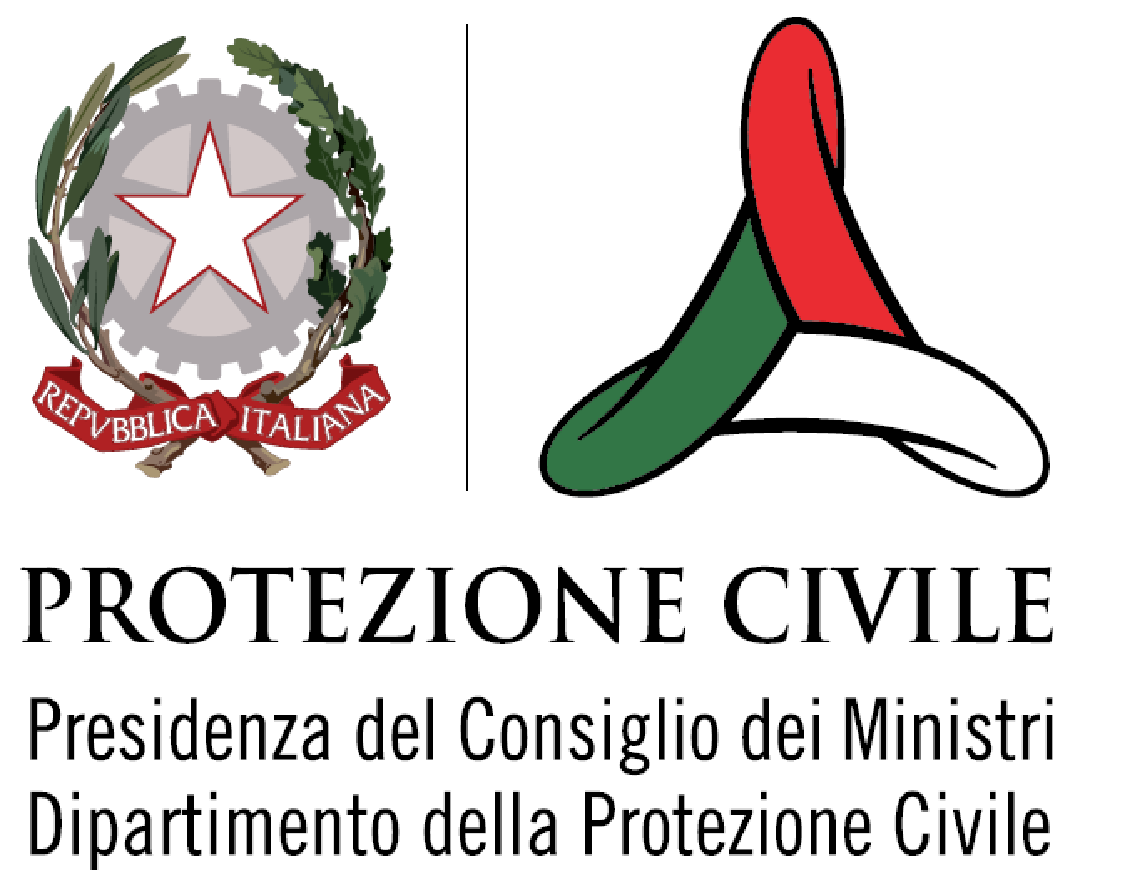 REPVBBLICA ITALIANA
PROTEZIONE CIVILE
Presidenza del Consiglio dei Ministri
Dipartimento della Protezione Civile